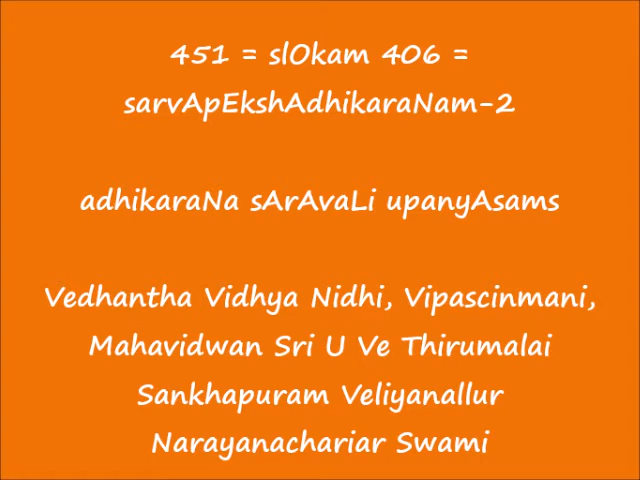 451 = slOkam 406 =
sarvApEkshAdhikaraNam-2
adhikaraNa sArAvaLi upanyAsams
Vedhantha Vidhya Nidhi, Vipascinmani,
Mahavidwan Sri U Ve Thirumalai
Sankhapuram Veliyanallur
Narayanachariar Swami